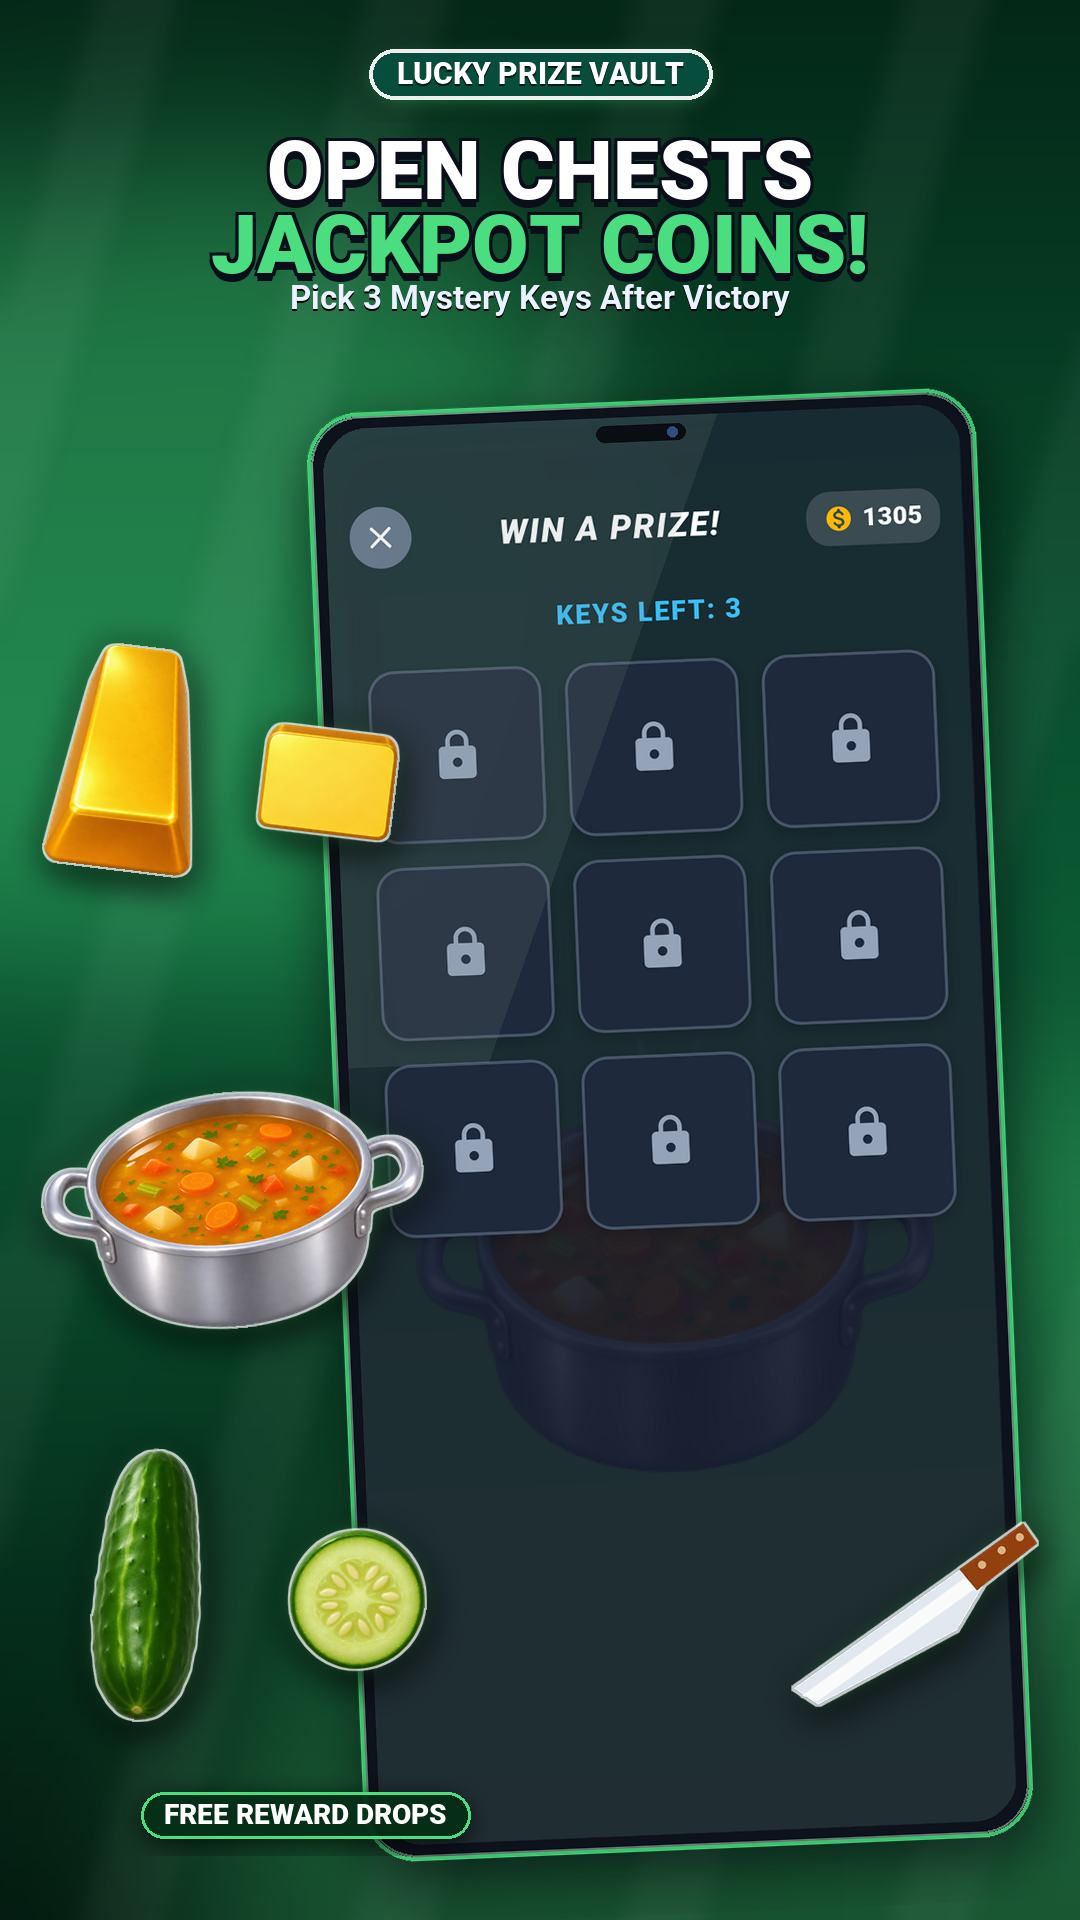 LUCKY PRIZE VAULT
OPEN CHESTS
JACKPOT COINS!
Pick 3 Mystery Keys After Victory
WIN A PRIZE!
1305
KEYS LEFT: 3
FREE REWARD DROPS